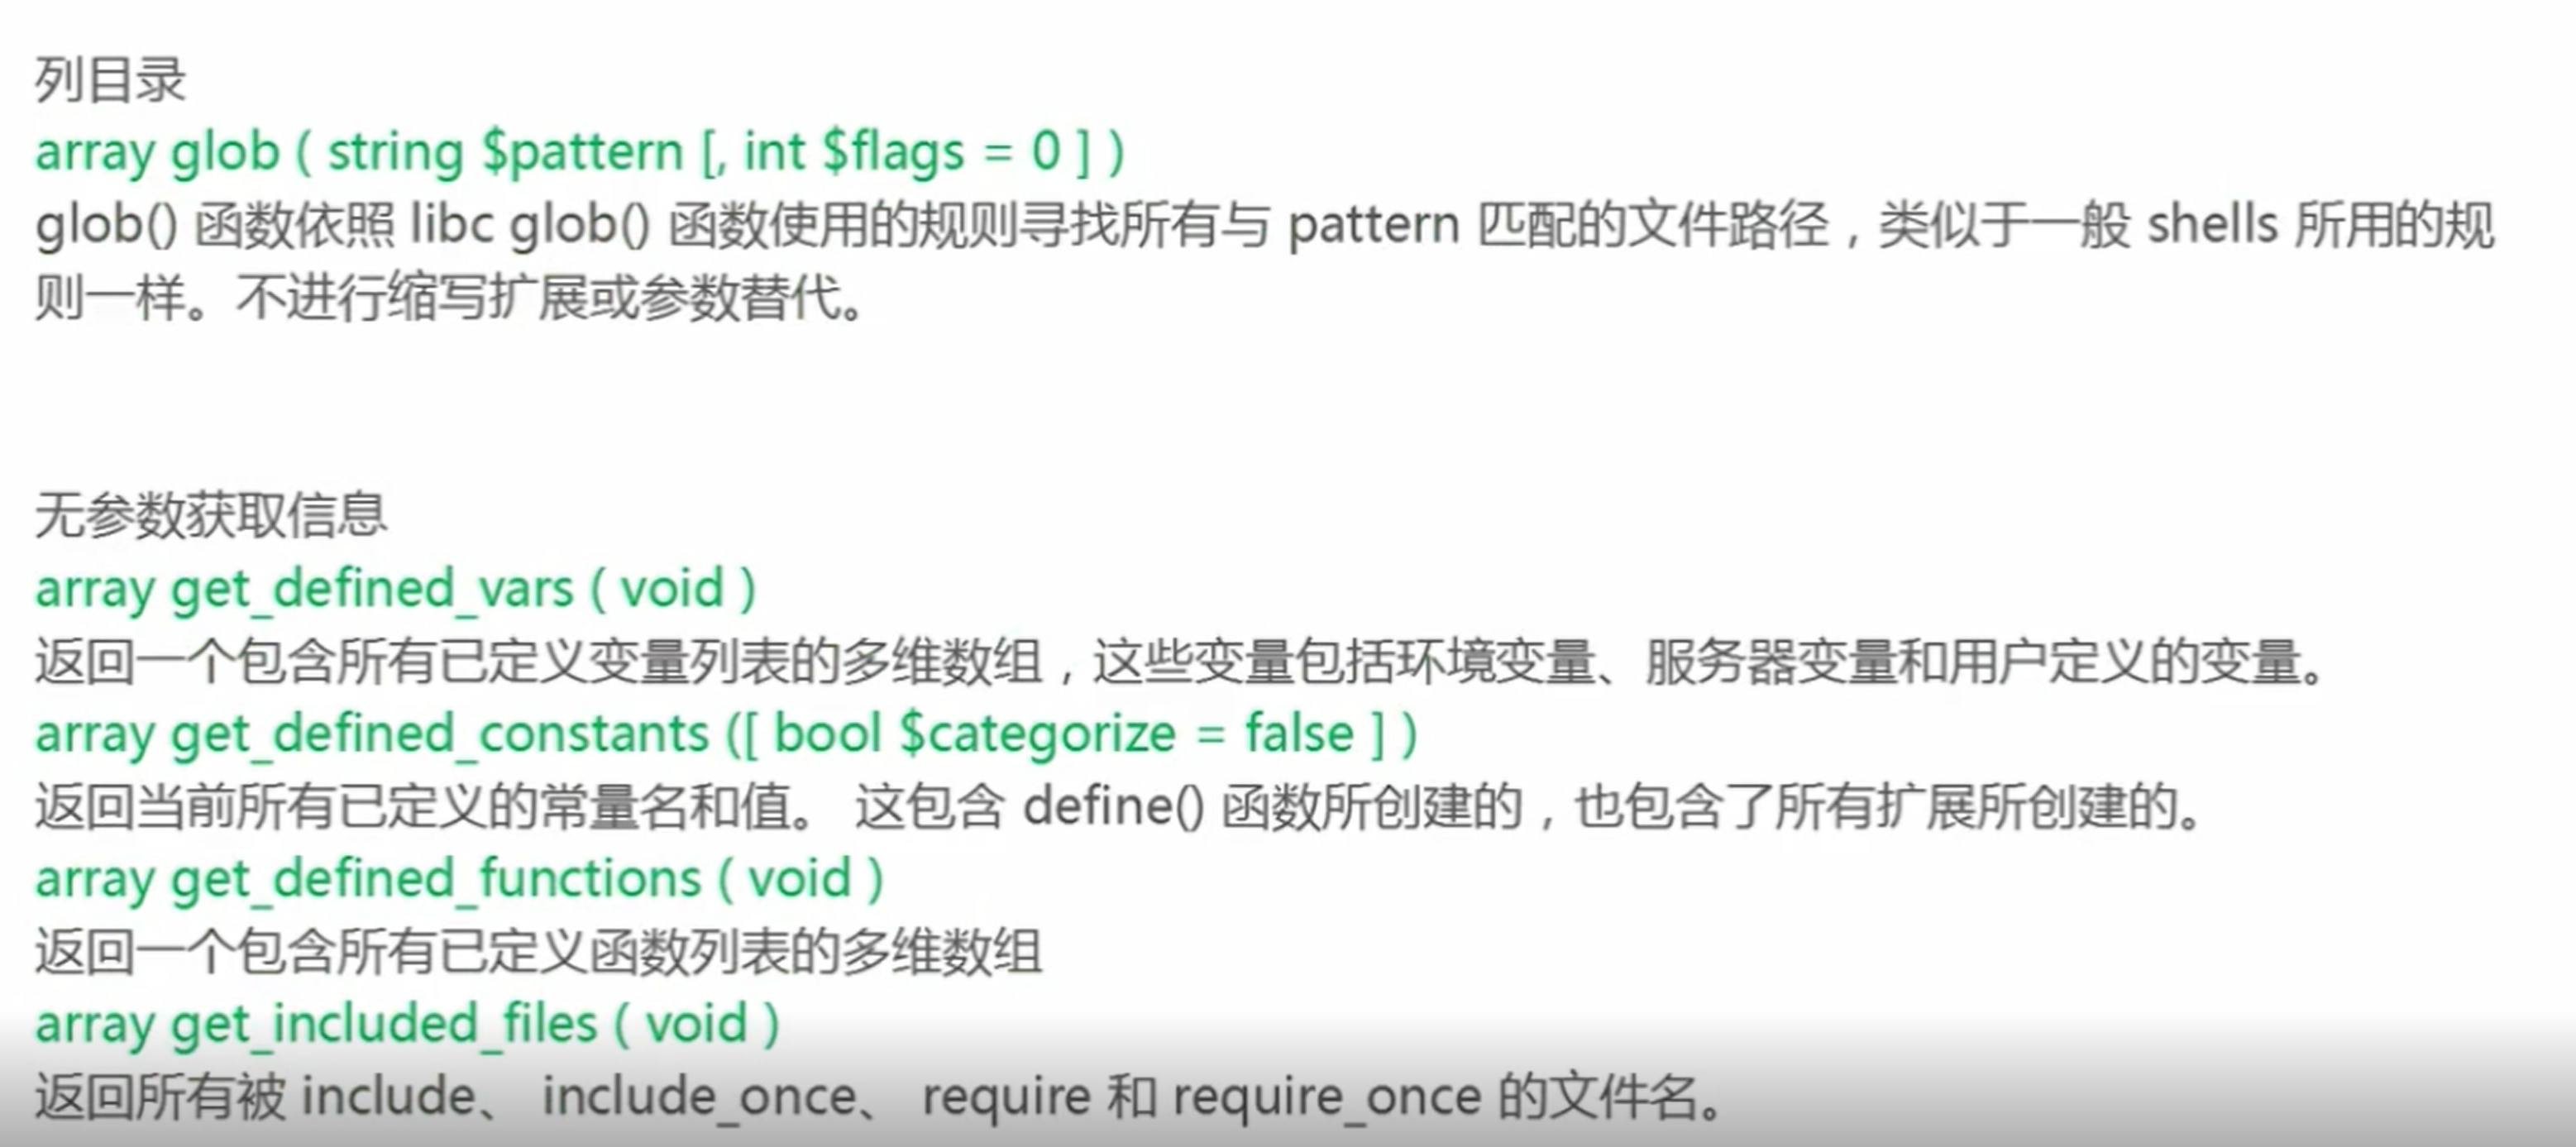 列目录
array glob ( string $pattern [, int $flags = 0 ] )
glob() 函数依照 libc glob() 函数使用的规则寻找所有与 pattern 匹配的文件路径，类似于一般 shells 所用的规
则一样。不进行缩写扩展或参数替代。
无参数获取信息
array get_defined_vars ( void )
返回一个包含所有已定义变量列表的多维数组，这些变量包括环境变量、服务器变量和用户定义的变量。
array get_defined_constants ([ bool $categorize = false ] )
返回当前所有已定义的常量名和值。 这包含 define() 函数所创建的，也包含了所有扩展所创建的。
array get_defined_functions ( void )
返回一个包含所有已定义函数列表的多维数组
array get_included_files ( void )
返回所有被 include、 include_once、 require 和 require_once 的文件名。